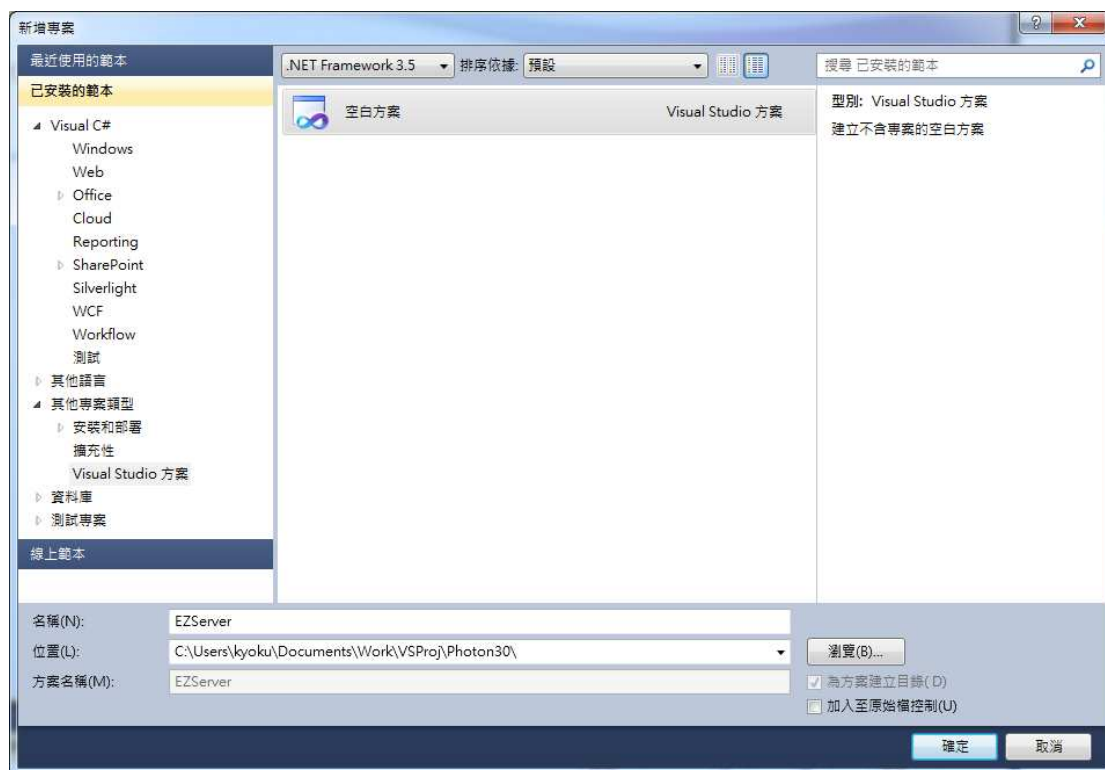 新增專案
最近使用的範本
已安裝的範本
Visual C#
Windows
Web
Office
Cloud
Reporting
SharePoint
Silverlight
WCF
Workflow
測試
其他語言
其他專案類型
安裝和部署
擴充性
Visual Studio 方案
資料庫
測試專案
線上範本
.NET Framework 3.5 排序依據: 預設
空白方案 Visual Studio 方案
搜尋 已安裝的範本
型別: Visual Studio 方案
建立不含專案的空白方案
名稱(N): EZServer
位置(L): C:\Users\kyoku\Documents\Work\VSProj\Photon30\ 瀏覽(B)...
方案名稱(M): EZServer 為方案建立目錄(D)
加入至原始檔控制(U)
確定 取消